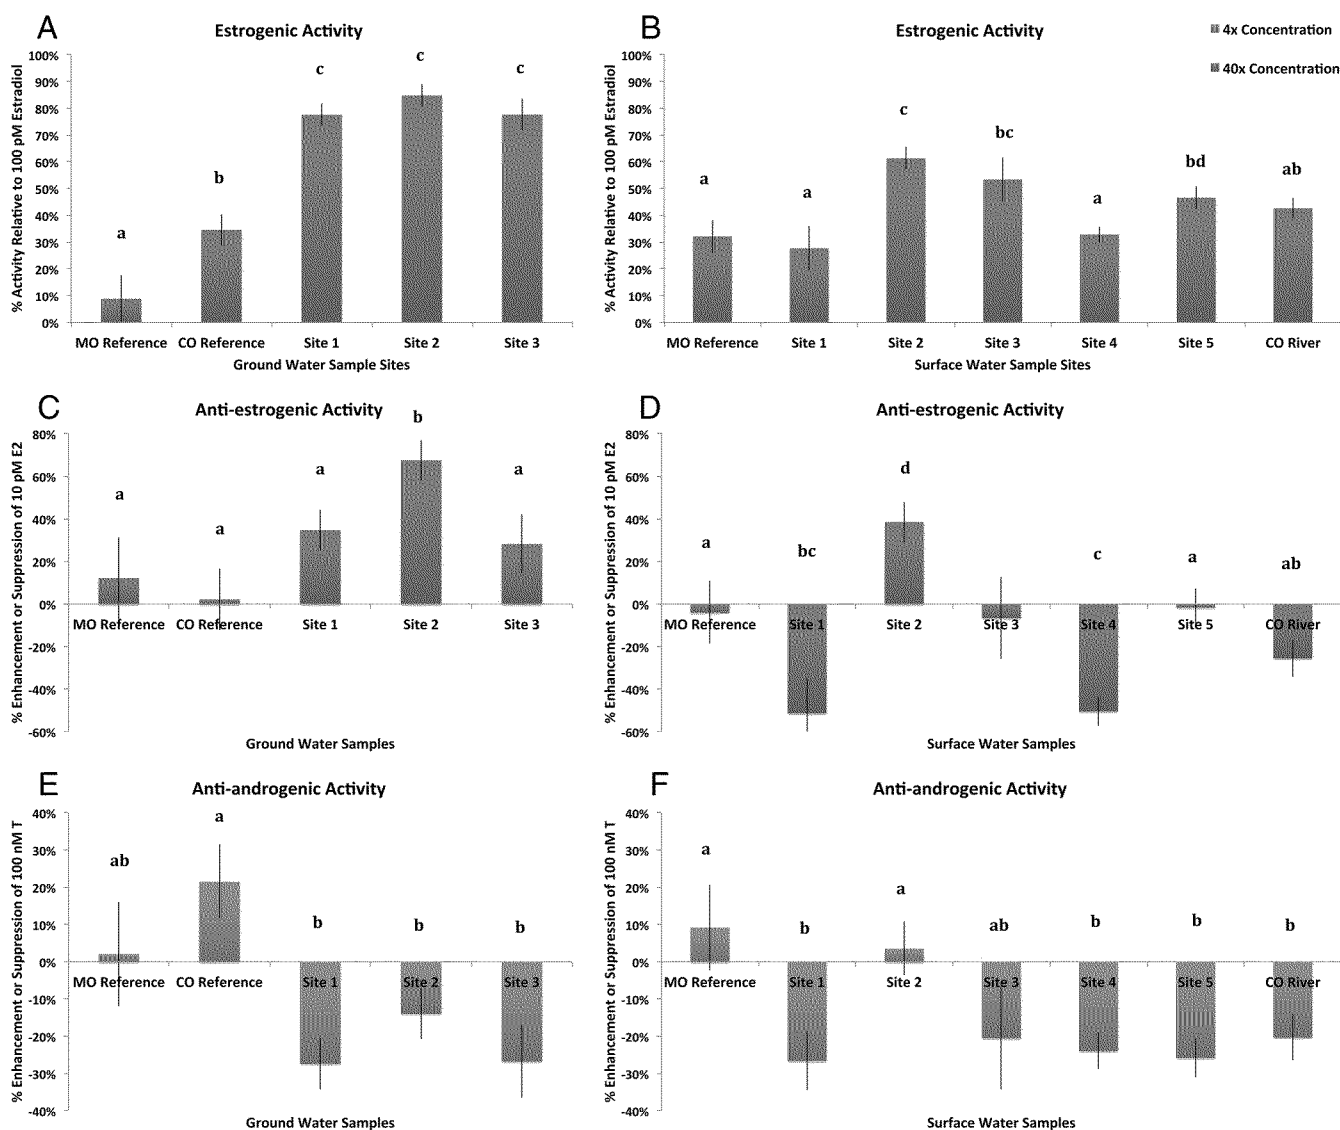 A
Estrogenic Activity
% Activity Relative to 100 pM Estradiol
100%
90%
80%
70%
60%
50%
40%
30%
20%
10%
0%
a
b
c
c
c
MO Reference CO Reference Site 1 Site 2 Site 3
Ground Water Sample Sites
B
Estrogenic Activity
4x Concentration
40x Concentration
% Activity Relative to 100 pM Estradiol
100%
90%
80%
70%
60%
50%
40%
30%
20%
10%
0%
a
a
c
bc
a
bd
ab
MO Reference Site 1 Site 2 Site 3 Site 4 Site 5 CO River
Surface Water Sample Sites
C
Anti-estrogenic Activity
% Enhancement or Suppression of 10 pM E2
80%
60%
40%
20%
0%
-20%
-40%
-60%
a
a
a
b
a
MO Reference CO Reference Site 1 Site 2 Site 3
Ground Water Samples
D
Anti-estrogenic Activity
% Enhancement or Suppression of 10 pM E2
80%
60%
40%
20%
0%
-20%
-40%
-60%
a
bc
d
c
a
ab
MO Reference Site 1 Site 2 Site 3 Site 4 Site 5 CO River
Surface Water Samples
E
Anti-androgenic Activity
% Enhancement or Suppression of 100 nM T
40%
30%
20%
10%
0%
-10%
-20%
-30%
-40%
ab
a
b
b
b
MO Reference CO Reference Site 1 Site 2 Site 3
Ground Water Samples
F
Anti-androgenic Activity
% Enhancement or Suppression of 100 nM T
40%
30%
20%
10%
0%
-10%
-20%
-30%
-40%
a
b
a
ab
b
b
b
MO Reference Site 1 Site 2 Site 3 Site 4 Site 5 CO River
Surface Water Samples